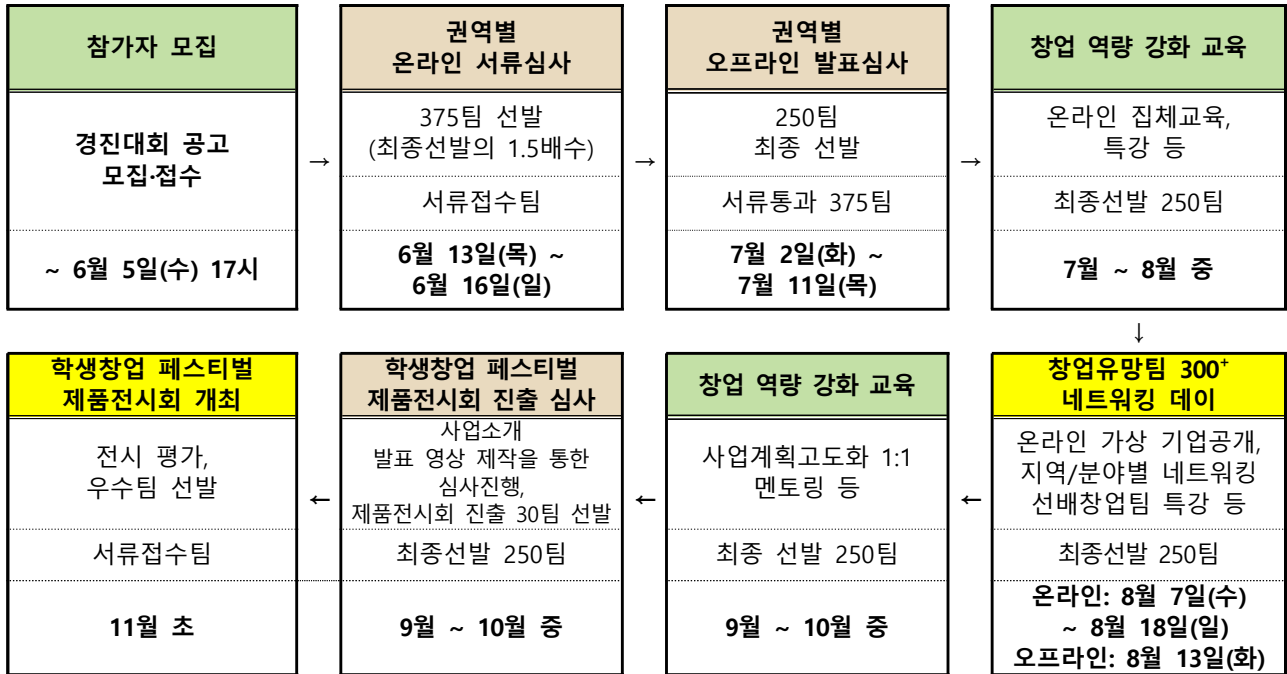 참가자 모집
경진대회 공고
모집·접수
~ 6월 5일(수) 17시
→
권역별
온라인 서류심사
375팀 선발
(최종선발의 1.5배수)
서류접수팀
6월 13일(목) ~
6월 16일(일)
→
권역별
오프라인 발표심사
250팀
최종 선발
서류통과 375팀
7월 2일(화) ~
7월 11일(목)
→
창업 역량 강화 교육
온라인 집체교육,
특강 등
최종선발 250팀
7월 ~ 8월 중
↓
창업유망팀 300⁺
네트워킹 데이
온라인 가상 기업공개,
지역/분야별 네트워킹
선배창업팀 특강 등
최종선발 250팀
온라인: 8월 7일(수)
~ 8월 18일(일)
오프라인: 8월 13일(화)
←
창업 역량 강화 교육
사업계획고도화 1:1
멘토링 등
최종 선발 250팀
9월 ~ 10월 중
←
학생창업 페스티벌
제품전시회 진출 심사
사업소개
발표 영상 제작을 통한
심사진행,
제품전시회 진출 30팀 선발
최종선발 250팀
9월 ~ 10월 중
←
학생창업 페스티벌
제품전시회 개최
전시 평가,
우수팀 선발
서류접수팀
11월 초